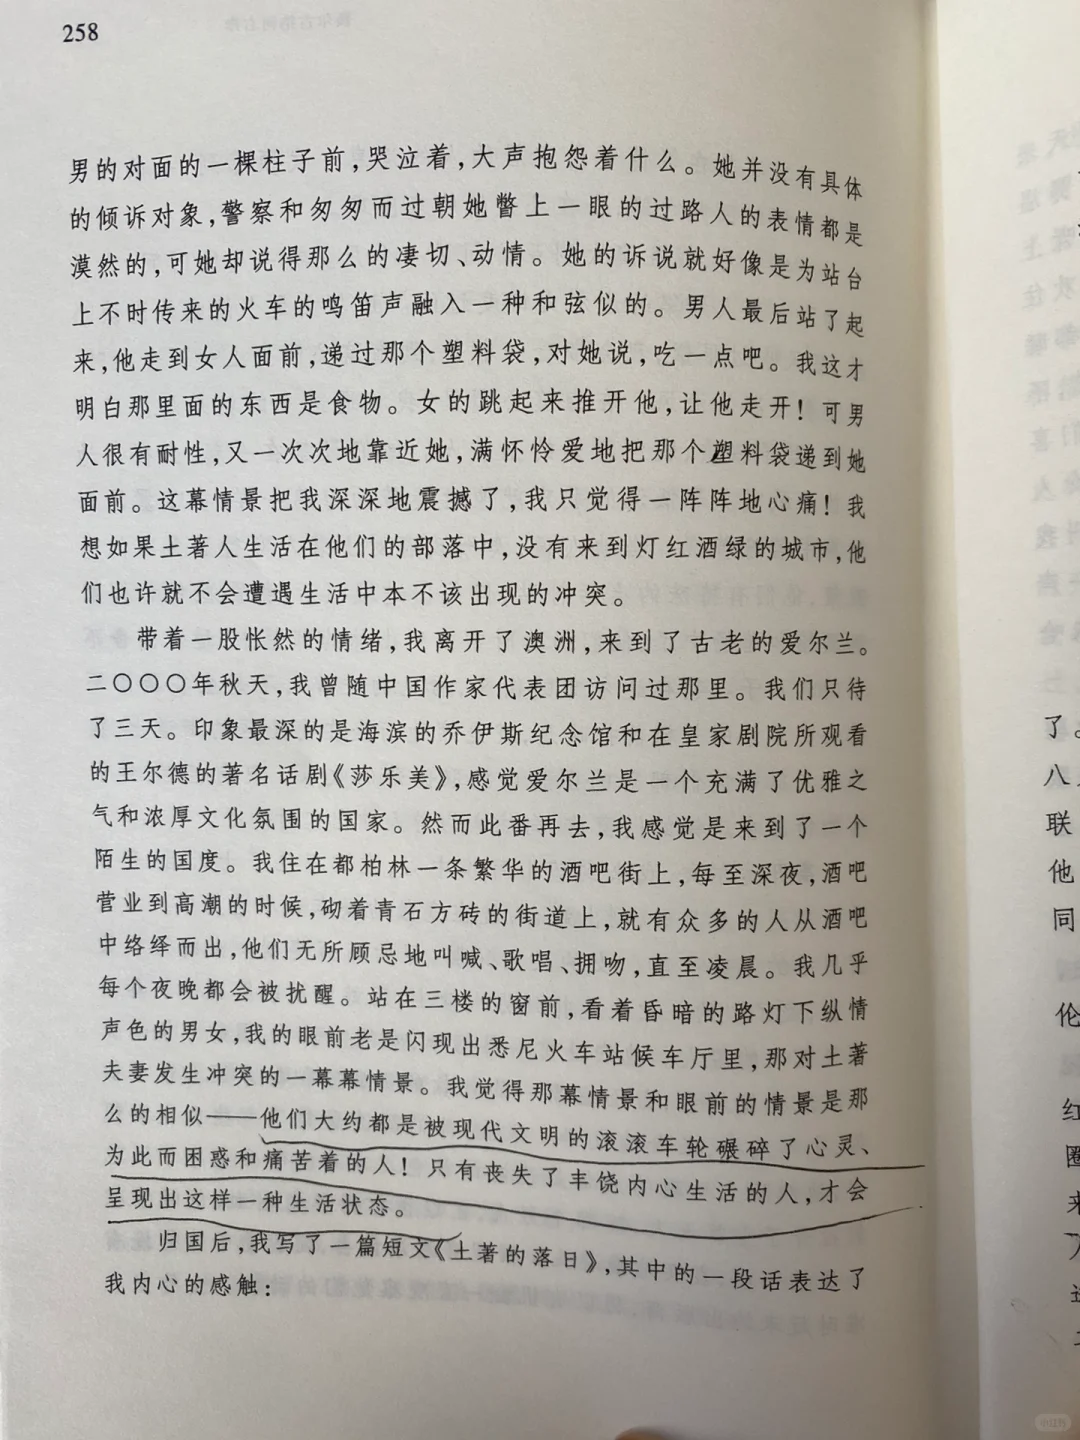 258
男的对面的一棵柱子前，哭泣着，大声抱怨着什么。她并没有具体
的倾诉对象，警察和匆匆而过朝她瞥上一眼的过路人的表情都是
漠然的，可她却说得那么的凄切、动情。她的诉说就好像是为站台
上不时传来的火车的鸣笛声融入一种和弦似的。男人最后站了起
来，他走到女人面前，递过那个塑料袋，对她说，吃一点吧。我这才
明白那里面的东西是食物。女的跳起来推开他，让他走开！可男
人很有耐性，又一次次地靠近她，满怀怜爱地把那个塑料袋递到她
面前。这幕情景把我深深地震撼了，我只觉得一阵阵地心痛！我
想如果土著人生活在他们的部落中，没有来到灯红酒绿的城市，他
们也许就不会遭遇生活中本不该出现的冲突。
带着一股怅然的情绪，我离开了澳洲，来到了古老的爱尔兰。
二〇〇〇年秋天，我曾随中国作家代表团访问过那里。我们只待
了三天。印象最深的是海滨的乔伊斯纪念馆和在皇家剧院所观看
的王尔德的著名话剧《莎乐美》，感觉爱尔兰是一个充满了优雅之
气和浓厚文化氛围的国家。然而此番再去，我感觉是来到了一个
陌生的国度。我住在都柏林一条繁华的酒吧街上，每至深夜，酒吧
营业到高潮的时候，砌着青石方砖的街道上，就有众多的人从酒吧
中络绎而出，他们无所顾忌地叫喊、歌唱、拥吻，直至凌晨。我几乎
每个夜晚都会被扰醒。站在三楼的窗前，看着昏暗的路灯下纵情
声色的男女，我的眼前老是闪现出悉尼火车站候车厅里，那对土著
夫妻发生冲突的一幕幕情景。我觉得那幕情景和眼前的情景是那
么的相似——他们大约都是被现代文明的滚滚车轮碾碎了心灵、
为此而困惑和痛苦着的人！只有丧失了丰饶内心生活的人，才会
呈现出这样一种生活状态。
归国后，我写了一篇短文《土著的落日》，其中的一段话表达了
我内心的感触：
了。
八
联
他
同
伦
红
圈
来
小红书